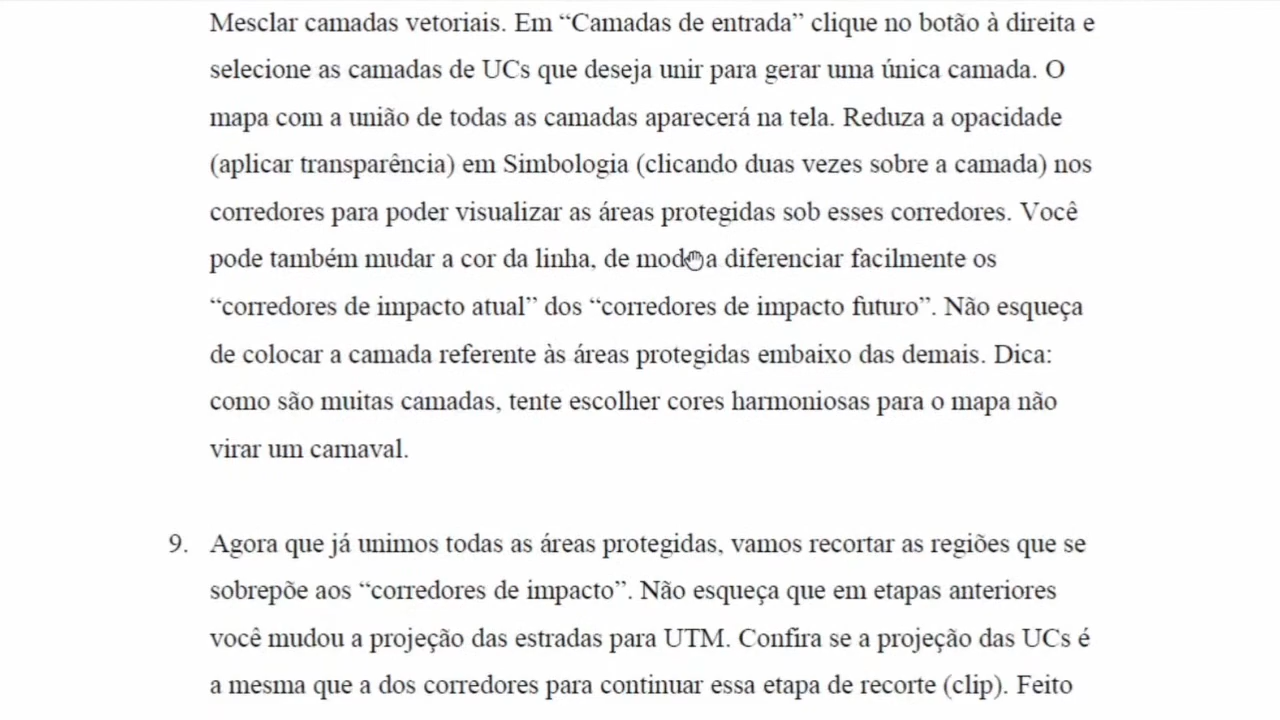 Mesclar camadas vetoriais. Em “Camadas de entrada” clique no botão à direita e
selecione as camadas de UCs que deseja unir para gerar uma única camada. O
mapa com a união de todas as camadas aparecerá na tela. Reduza a opacidade
(aplicar transparência) em Simbologia (clicando duas vezes sobre a camada) nos
corredores para poder visualizar as áreas protegidas sob esses corredores. Você
pode também mudar a cor da linha, de modo a diferenciar facilmente os
“corredores de impacto atual” dos “corredores de impacto futuro”. Não esqueça
de colocar a camada referente às áreas protegidas embaixo das demais. Dica:
como são muitas camadas, tente escolher cores harmoniosas para o mapa não
virar um carnaval.
9. Agora que já unimos todas as áreas protegidas, vamos recortar as regiões que se
sobrepõe aos “corredores de impacto”. Não esqueça que em etapas anteriores
você mudou a projeção das estradas para UTM. Confira se a projeção das UCs é
a mesma que a dos corredores para continuar essa etapa de recorte (clip). Feito